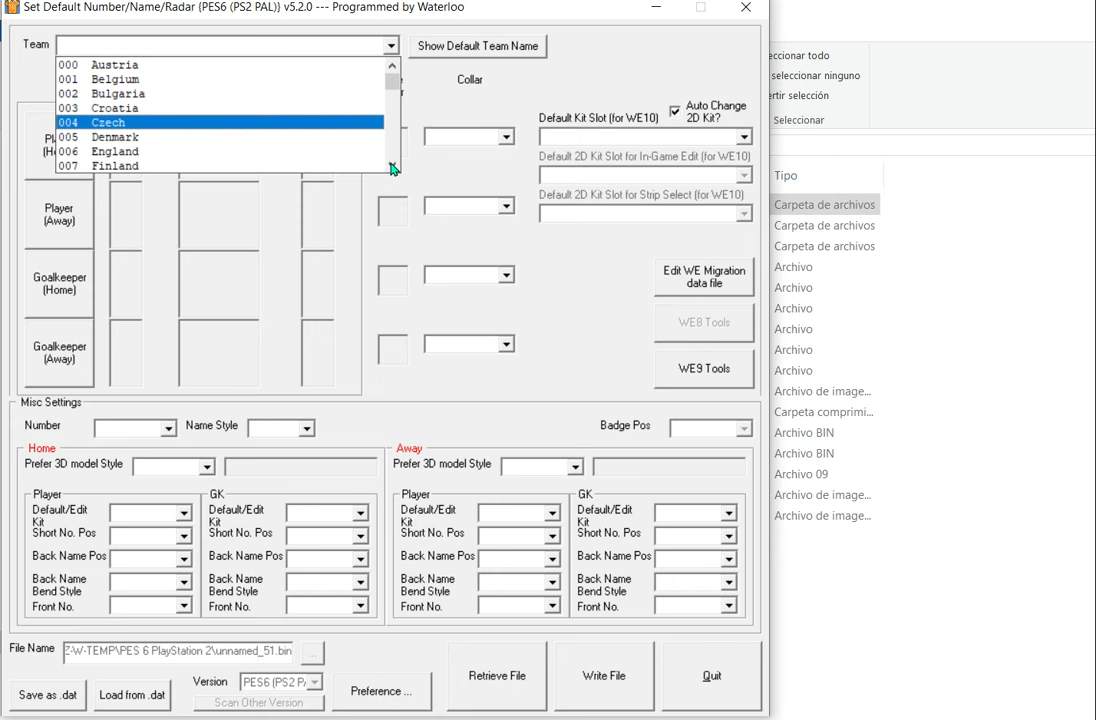 Set Default Number/Name/Radar {PES6 (PS2 PAL)} v5.2.0 --- Programmed by Waterloo
Team
Show Default Team Name
000 Austria
001 Belgium
002 Bulgaria
003 Croatia
004 Czech
005 Denmark
006 England
007 Finland
Collar
Auto Change
2D Kit?
Default Kit Slot (for WE10)
Default 2D Kit Slot for In-Game Edit (for WE10)
Default 2D Kit Slot for Strip Select (for WE10)
Player
(Away)
Goalkeeper
(Home)
Goalkeeper
(Away)
Edit WE Migration
data file
WE8 Tools
WE9 Tools
Misc Settings
Number
Name Style
Badge Pos
Home
Prefer 3D model Style
Away
Prefer 3D model Style
Player
Default/Edit
Kit
Short No. Pos
Back Name Pos
Back Name
Bend Style
Front No.
GK
Default/Edit
Kit
Short No. Pos
Back Name Pos
Back Name
Bend Style
Front No.
Player
Default/Edit
Kit
Short No. Pos
Back Name Pos
Back Name
Bend Style
Front No.
GK
Default/Edit
Kit
Short No. Pos
Back Name Pos
Back Name
Bend Style
Front No.
File Name
Z-W-TEMP\PES 6 PlayStation 2\unnamed_51.bin
...
Save as .dat
Load from .dat
Version
PES6 (PS2 P
Scan Other Version
Preference ...
Retrieve File
Write File
Quit
eccionar todo
seleccionar ninguno
ertir selección
Seleccionar
Tipo
Carpeta de archivos
Carpeta de archivos
Carpeta de archivos
Archivo
Archivo
Archivo
Archivo
Archivo
Archivo
Archivo de image...
Carpeta comprimi...
Archivo BIN
Archivo BIN
Archivo 09
Archivo de image...
Archivo de image...